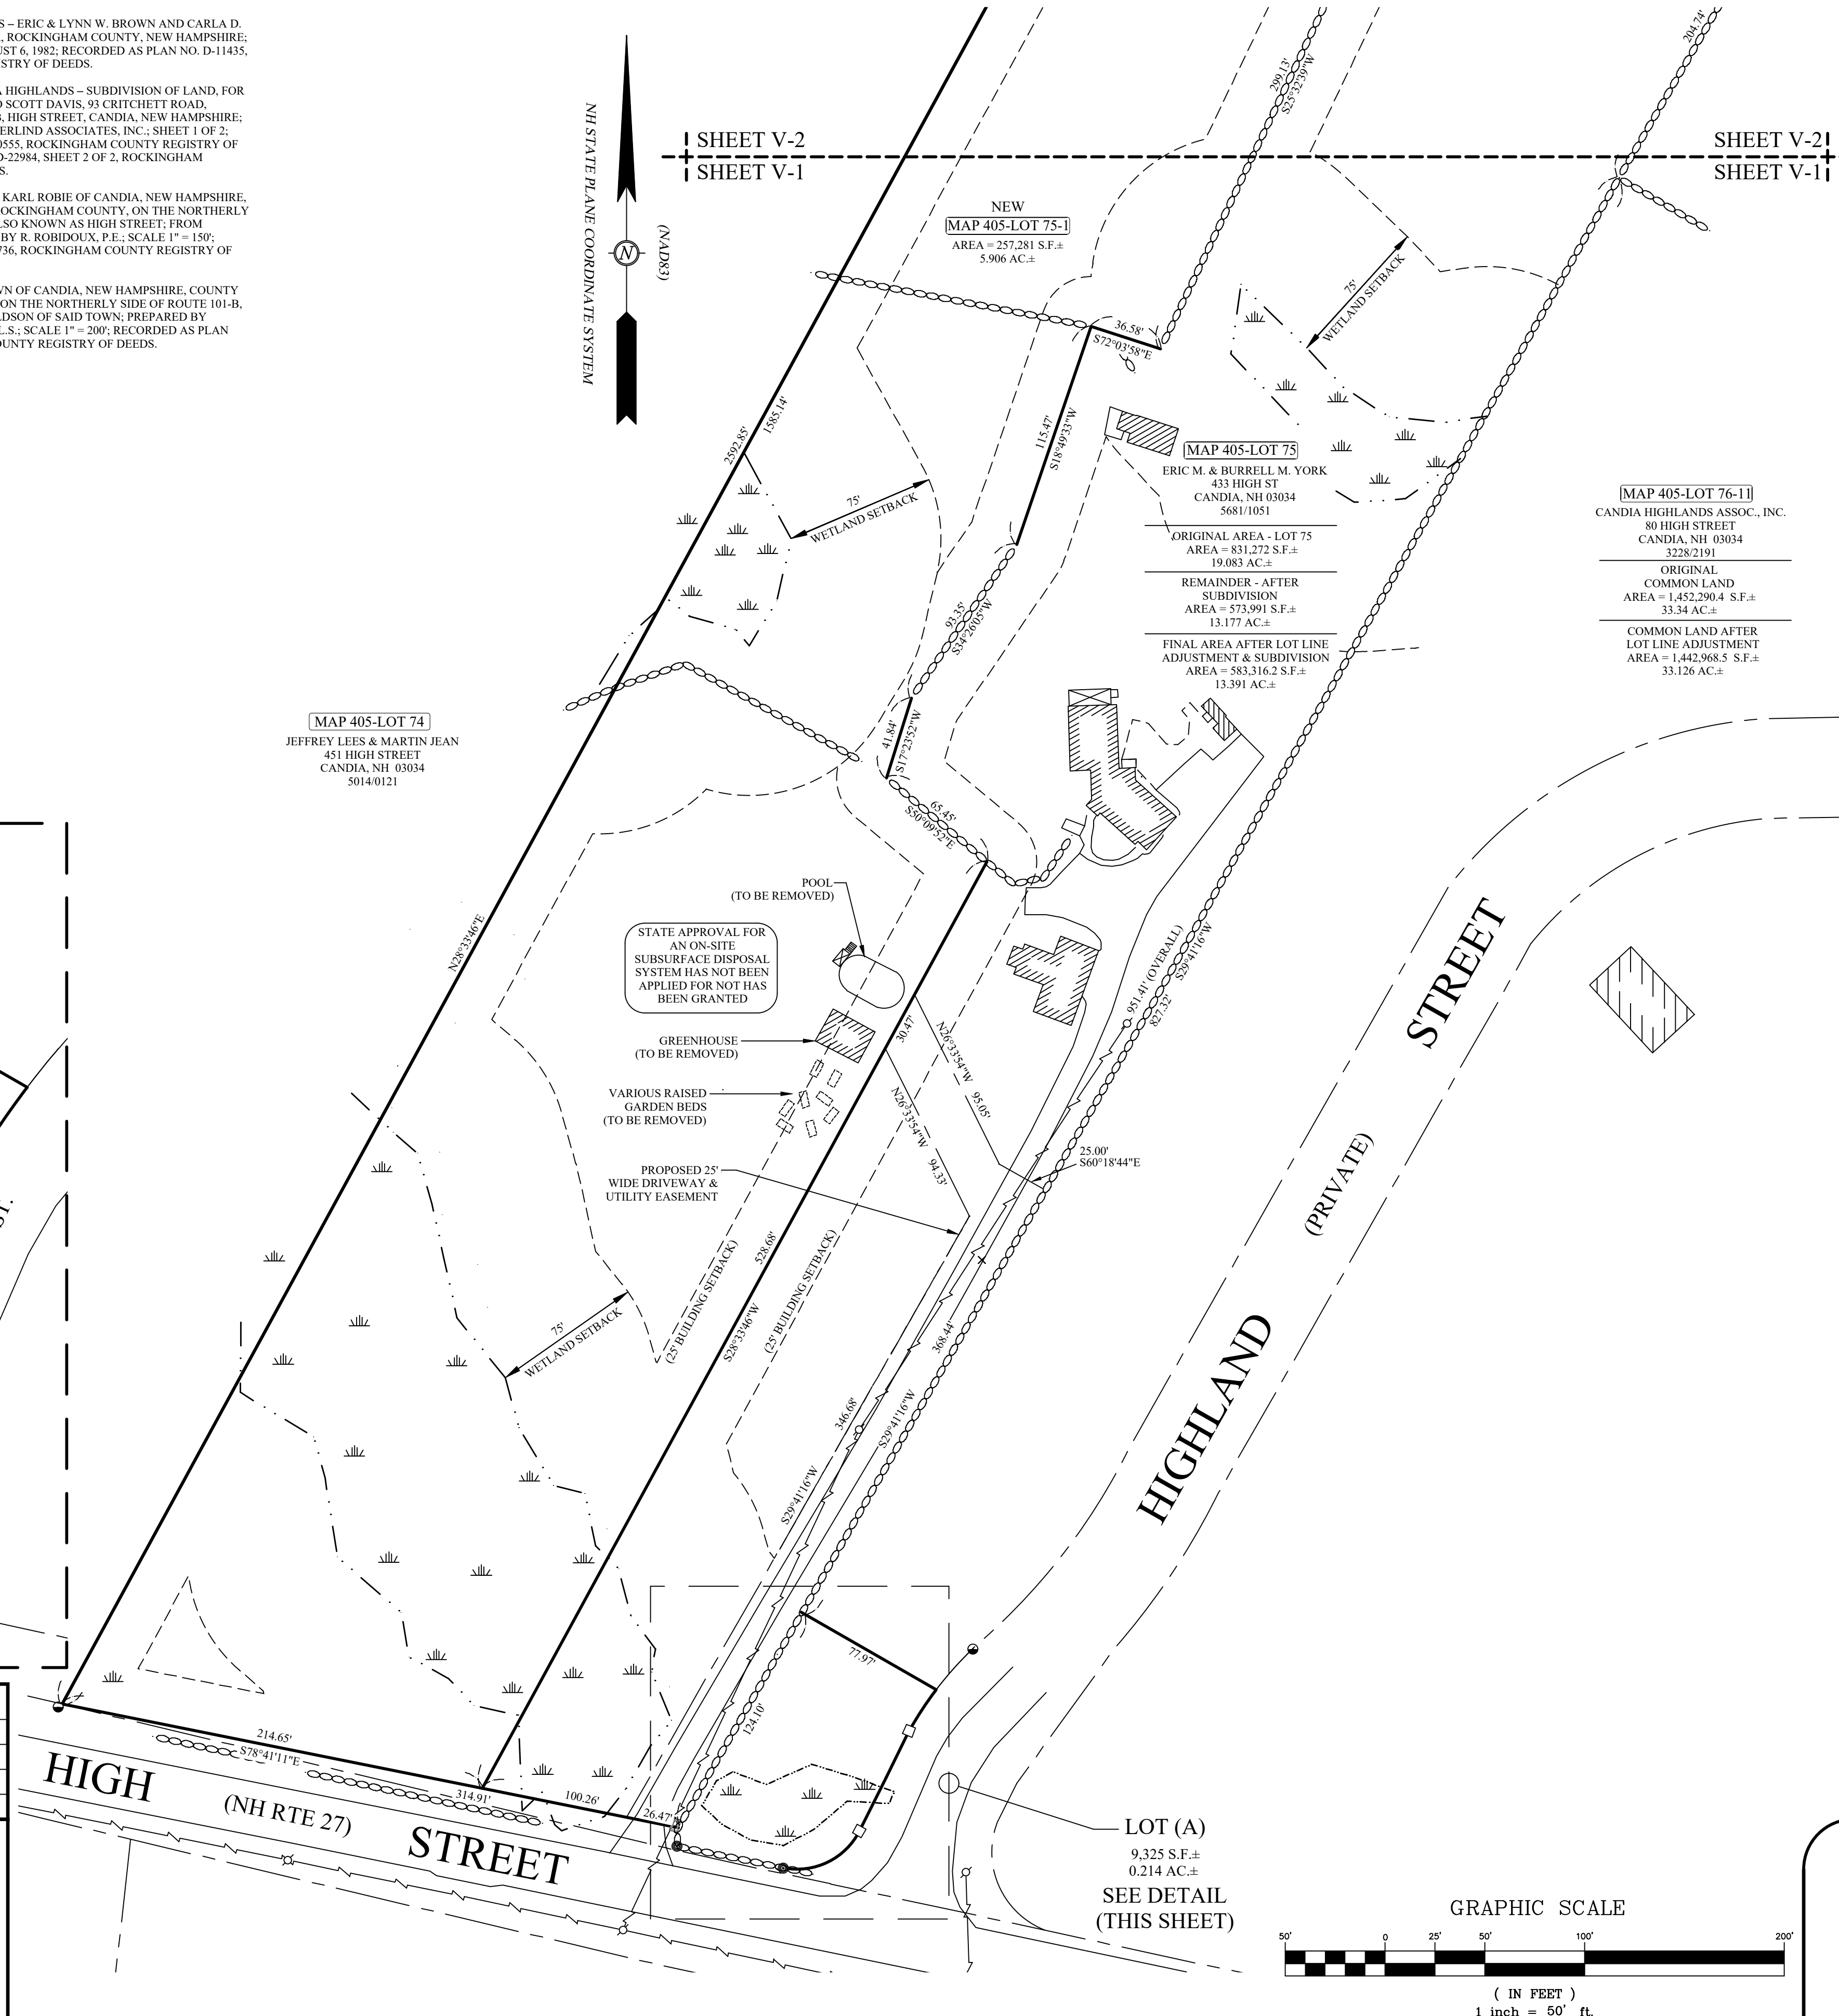 S – ERIC & LYNN W. BROWN AND CARLA D.
, ROCKINGHAM COUNTY, NEW HAMPSHIRE;
UST 6, 1982; RECORDED AS PLAN NO. D-11435,
ISTRY OF DEEDS.
A HIGHLANDS – SUBDIVISION OF LAND, FOR
D SCOTT DAVIS, 93 CRITCHETT ROAD,
3, HIGH STREET, CANDIA, NEW HAMPSHIRE;
ERLIND ASSOCIATES, INC.; SHEET 1 OF 2;
0555, ROCKINGHAM COUNTY REGISTRY OF
D-22984, SHEET 2 OF 2, ROCKINGHAM
S.
KARL ROBIE OF CANDIA, NEW HAMPSHIRE,
ROCKINGHAM COUNTY, ON THE NORTHERLY
LSO KNOWN AS HIGH STREET; FROM
BY R. ROBIDOUX, P.E.; SCALE 1" = 150';
736, ROCKINGHAM COUNTY REGISTRY OF
WN OF CANDIA, NEW HAMPSHIRE, COUNTY
ON THE NORTHERLY SIDE OF ROUTE 101-B,
LDSON OF SAID TOWN; PREPARED BY
L.S.; SCALE 1" = 200'; RECORDED AS PLAN
OUNTY REGISTRY OF DEEDS.
NH STATE PLANE COORDINATE SYSTEM
(NAD83)
N
SHEET V-2
SHEET V-1
SHEET V-2
SHEET V-1
299.13'
S25°32'39"W
204.74'
NEW
MAP 405-LOT 75-1
AREA = 257,281 S.F.±
5.906 AC.±
75'
WETLAND SETBACK
36.58'
S72°03'58"E
115.47'
S18°49'33"W
2592.85'
1585.14'
75'
WETLAND SETBACK
MAP 405-LOT 75
ERIC M. & BURRELL M. YORK
433 HIGH ST
CANDIA, NH 03034
5681/1051
ORIGINAL AREA - LOT 75
AREA = 831,272 S.F.±
19.083 AC.±
REMAINDER - AFTER
SUBDIVISION
AREA = 573,991 S.F.±
13.177 AC.±
FINAL AREA AFTER LOT LINE
ADJUSTMENT & SUBDIVISION
AREA = 583,316.2 S.F.±
13.391 AC.±
MAP 405-LOT 76-11
CANDIA HIGHLANDS ASSOC., INC.
80 HIGH STREET
CANDIA, NH 03034
3228/2191
ORIGINAL
COMMON LAND
AREA = 1,452,290.4 S.F.±
33.34 AC.±
COMMON LAND AFTER
LOT LINE ADJUSTMENT
AREA = 1,442,968.5 S.F.±
33.126 AC.±
93.35'
S34°26'05"W
41.84'
S17°23'52"W
65.45'
S50°09'52"E
MAP 405-LOT 74
JEFFREY LEES & MARTIN JEAN
451 HIGH STREET
CANDIA, NH 03034
5014/0121
N28°33'46"E
POOL
(TO BE REMOVED)
STATE APPROVAL FOR
AN ON-SITE
SUBSURFACE DISPOSAL
SYSTEM HAS NOT BEEN
APPLIED FOR NOT HAS
BEEN GRANTED
GREENHOUSE
(TO BE REMOVED)
VARIOUS RAISED
GARDEN BEDS
(TO BE REMOVED)
PROPOSED 25'
WIDE DRIVEWAY &
UTILITY EASEMENT
30.47'
N26°33'54"W 95.05'
N26°33'54"W 94.33'
951.41' (OVERALL)
S29°41'16"W
827.32'
25.00'
S60°18'44"E
528.68'
S28°33'46"W
(25' BUILDING SETBACK)
(25' BUILDING SETBACK)
75'
WETLAND SETBACK
368.44'
S29°41'16"W
346.68'
S29°41'16"W
HIGHLAND STREET
(PRIVATE)
77.97'
124.10'
214.65'
S78°41'11"E
314.91'
100.26'
26.47'
HIGH STREET
(NH RTE 27)
LOT (A)
9,325 S.F.±
0.214 AC.±
SEE DETAIL
(THIS SHEET)
GRAPHIC SCALE
50' 0 25' 50' 100' 200'
( IN FEET )
1 inch = 50' ft.
ST.